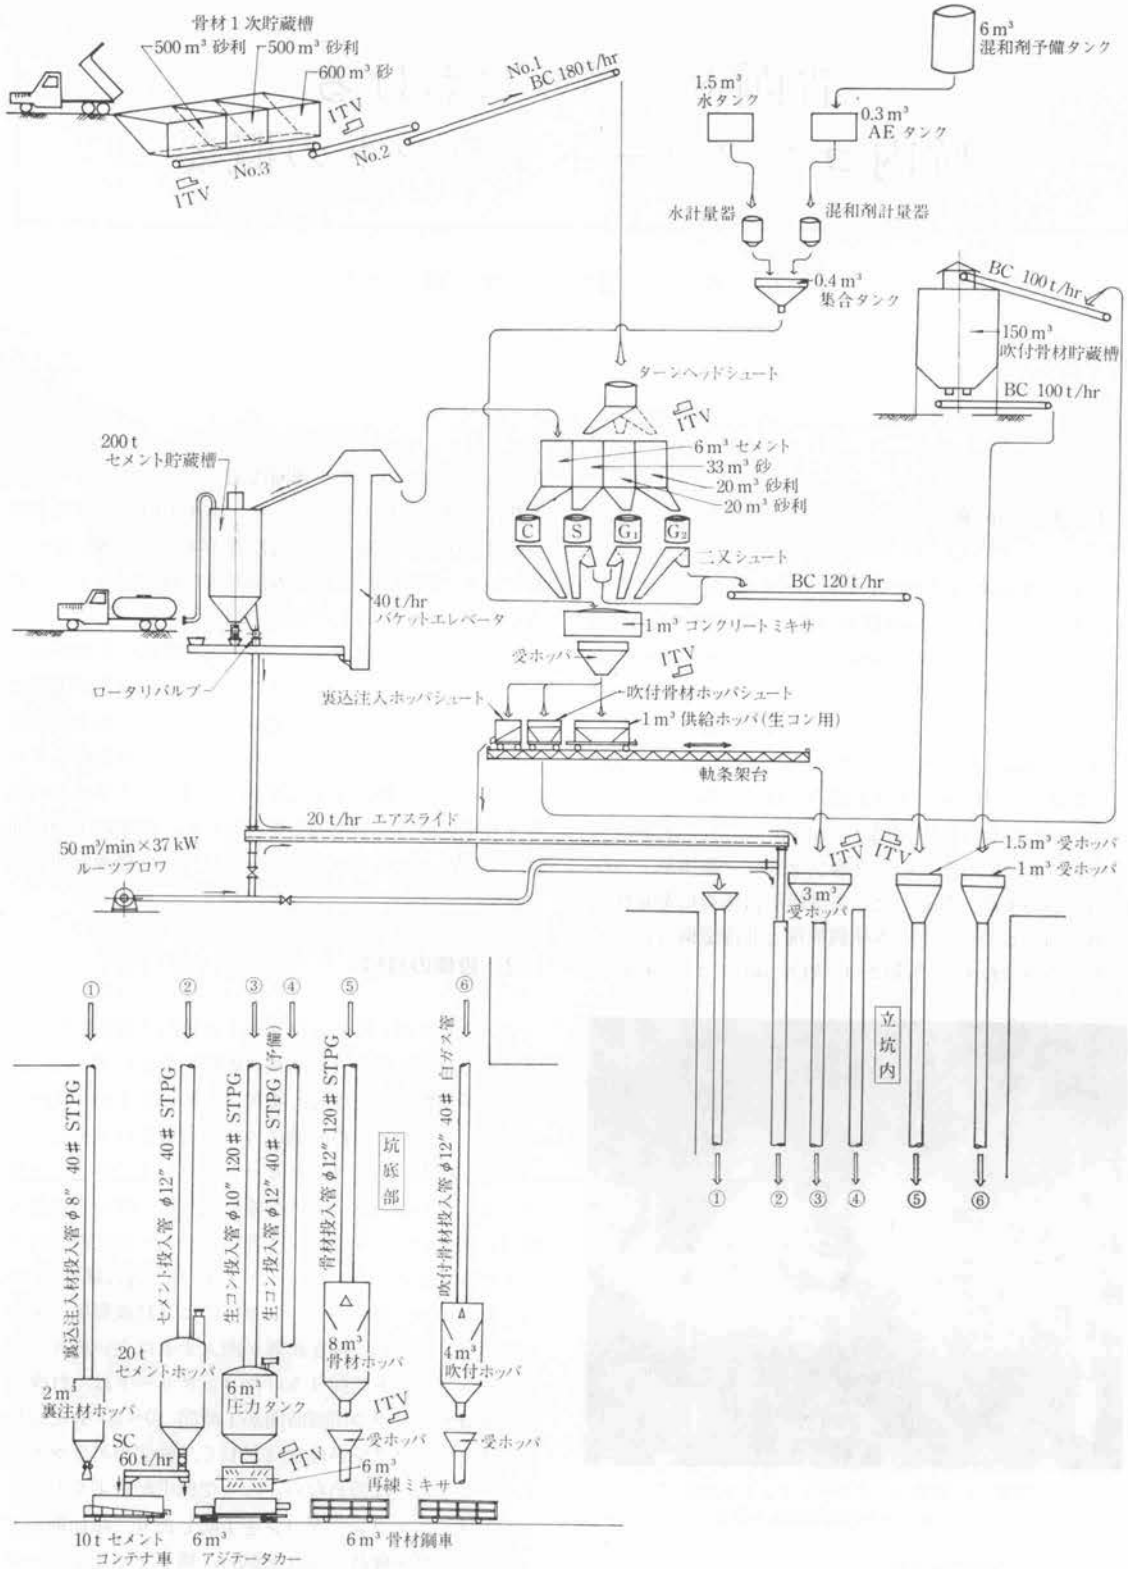 骨材1次貯蔵槽
500 m³ 砂利
500 m³ 砂利
600 m³ 砂
ITV
No.1
BC 180 t/hr
No.2
No.3
ITV
6 m³
混和剤予備タンク
1.5 m³
水タンク
0.3 m³
AE タンク
水計量器
混和剤計量器
0.4 m³
集合タンク
BC 100 t/hr
150 m³
吹付骨材貯蔵槽
BC 100 t/hr
ターンヘッドシュート
ITV
6 m³ セメント
33 m³ 砂
20 m³ 砂利
20 m³ 砂利
C
S
G₁
G₂
二又シュート
BC 120 t/hr
200 t
セメント貯蔵槽
40 t/hr
バケットエレベータ
ロータリバルブ
1 m³ コンクリートミキサ
受ホッパ
ITV
裏込注入ホッパシュート
吹付骨材ホッパシュート
1 m³ 供給ホッパ(生コン用)
軌条架台
20 t/hr エアスライド
50 m³/min×37 kW
ルーツブロワ
ITV
ITV
1.5 m³ 受ホッパ
1 m³ 受ホッパ
3 m³
受ホッパ
立坑内
①
②
③
④
⑤
⑥
①
②
③
④
⑤
⑥
裏込注入材投入管 φ8″ 40# STPG
セメント投入管 φ12″ 40# STPG
生コン投入管 φ10″ 120# STPG
生コン投入管 φ12″ 40# STPG (予備)
骨材投入管 φ12″ 120# STPG
吹付骨材投入管 φ12″ 40# 白ガス管
坑底部
2 m³
裏注材ホッパ
20 t
セメントホッパ
6 m³
圧力タンク
8 m³
骨材ホッパ
4 m³
吹付ホッパ
SC
60 t/hr
ITV
ITV
受ホッパ
受ホッパ
6 m³
再練ミキサ
10 t セメント
コンテナ車
6 m³
アジテータカー
6 m³ 骨材鋼車